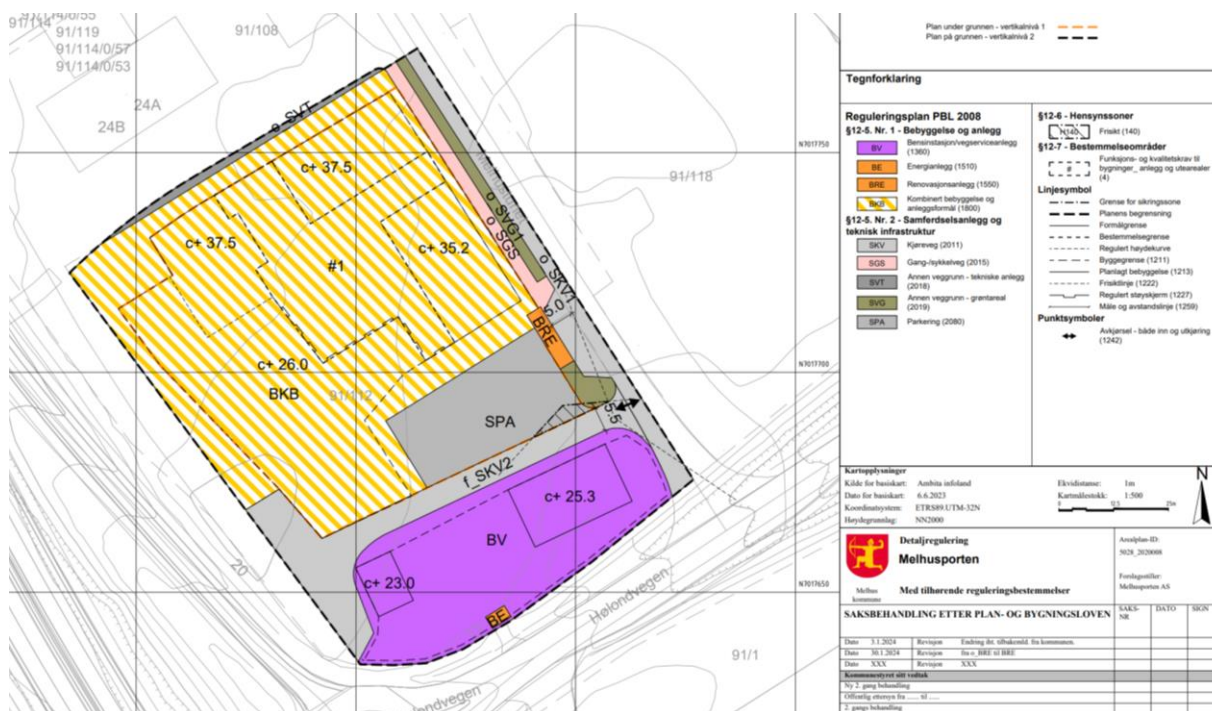 91/114/0/55
91/114
91/119
91/114/0/57
91/114/0/53
91/108
24A
24B
o_SVT
c+ 37.5
c+ 37.5
c+ 35.2
#1
o_SVG1
o_SGS
o_SKV1
5.0
91/118
N7017750
BRE
c+ 26.0
BKB
91/112
N7017700
SPA
5.5
f_SKV2
c+ 25.3
BV
c+ 23.0
BE
20
N7017650
Hølondvegen
91/1
Plan under grunnen - vertikalnivå 1
Plan på grunnen - vertikalnivå 2
Tegnforklaring
Reguleringsplan PBL 2008
§12-5. Nr. 1 - Bebyggelse og anlegg
BV Bensinstasjon/vegserviceanlegg
(1360)
BE Energianlegg (1510)
BRE Renovasjonsanlegg (1550)
BKB Kombinert bebyggelse og
anleggsformål (1800)
§12-5. Nr. 2 - Samferdselsanlegg og
teknisk infrastruktur
SKV Kjøreveg (2011)
SGS Gang-/sykkelveg (2015)
SVT Annen veggrunn - tekniske anlegg
(2018)
SVG Annen veggrunn - grøntareal
(2019)
SPA Parkering (2080)
§12-6 - Hensynssoner
H140 Frisikt (140)
§12-7 - Bestemmelseområder
# Funksjons- og kvalitetskrav til
bygninger_ anlegg og utearealer
(4)
Linjesymbol
Grense for sikringssone
Planens begrensning
Formålgrense
Bestemmelsegrense
Regulert høydekurve
Byggegrense (1211)
Planlagt bebyggelse (1213)
Frisiktlinje (1222)
Regulert støyskjerm (1227)
Måle og avstandslinje (1259)
Punktsymboler
Avkjørsel - både inn og utkjøring
(1242)
Kartopplysninger
Kilde for basiskart: Ambita infoland
Dato for basiskart: 6.6.2023
Koordinatsystem: ETRS89.UTM-32N
Høydegrunnlag: NN2000
Ekvidistanse: 1m
Kartmålestokk: 1:500
N
Detaljregulering
Melhusporten
Med tilhørende reguleringsbestemmelser
Melhus
kommune
Arealplan-ID:
5028_2020008
Forslagsstiller:
Melhusporten AS
SAKSBEHANDLING ETTER PLAN- OG BYGNINGSLOVEN
SAKS-
NR
DATO
SIGN
Dato 3.1.2024 Revisjon Endring iht. tilbakemld. fra kommunen.
Dato 30.1.2024 Revisjon fra o_BRE til BRE
Dato XXX Revisjon XXX
Kommunestyret sitt vedtak
Ny 2. gang behandling
Offentlig ettersyn fra ...... til ......
2. gangs behandling